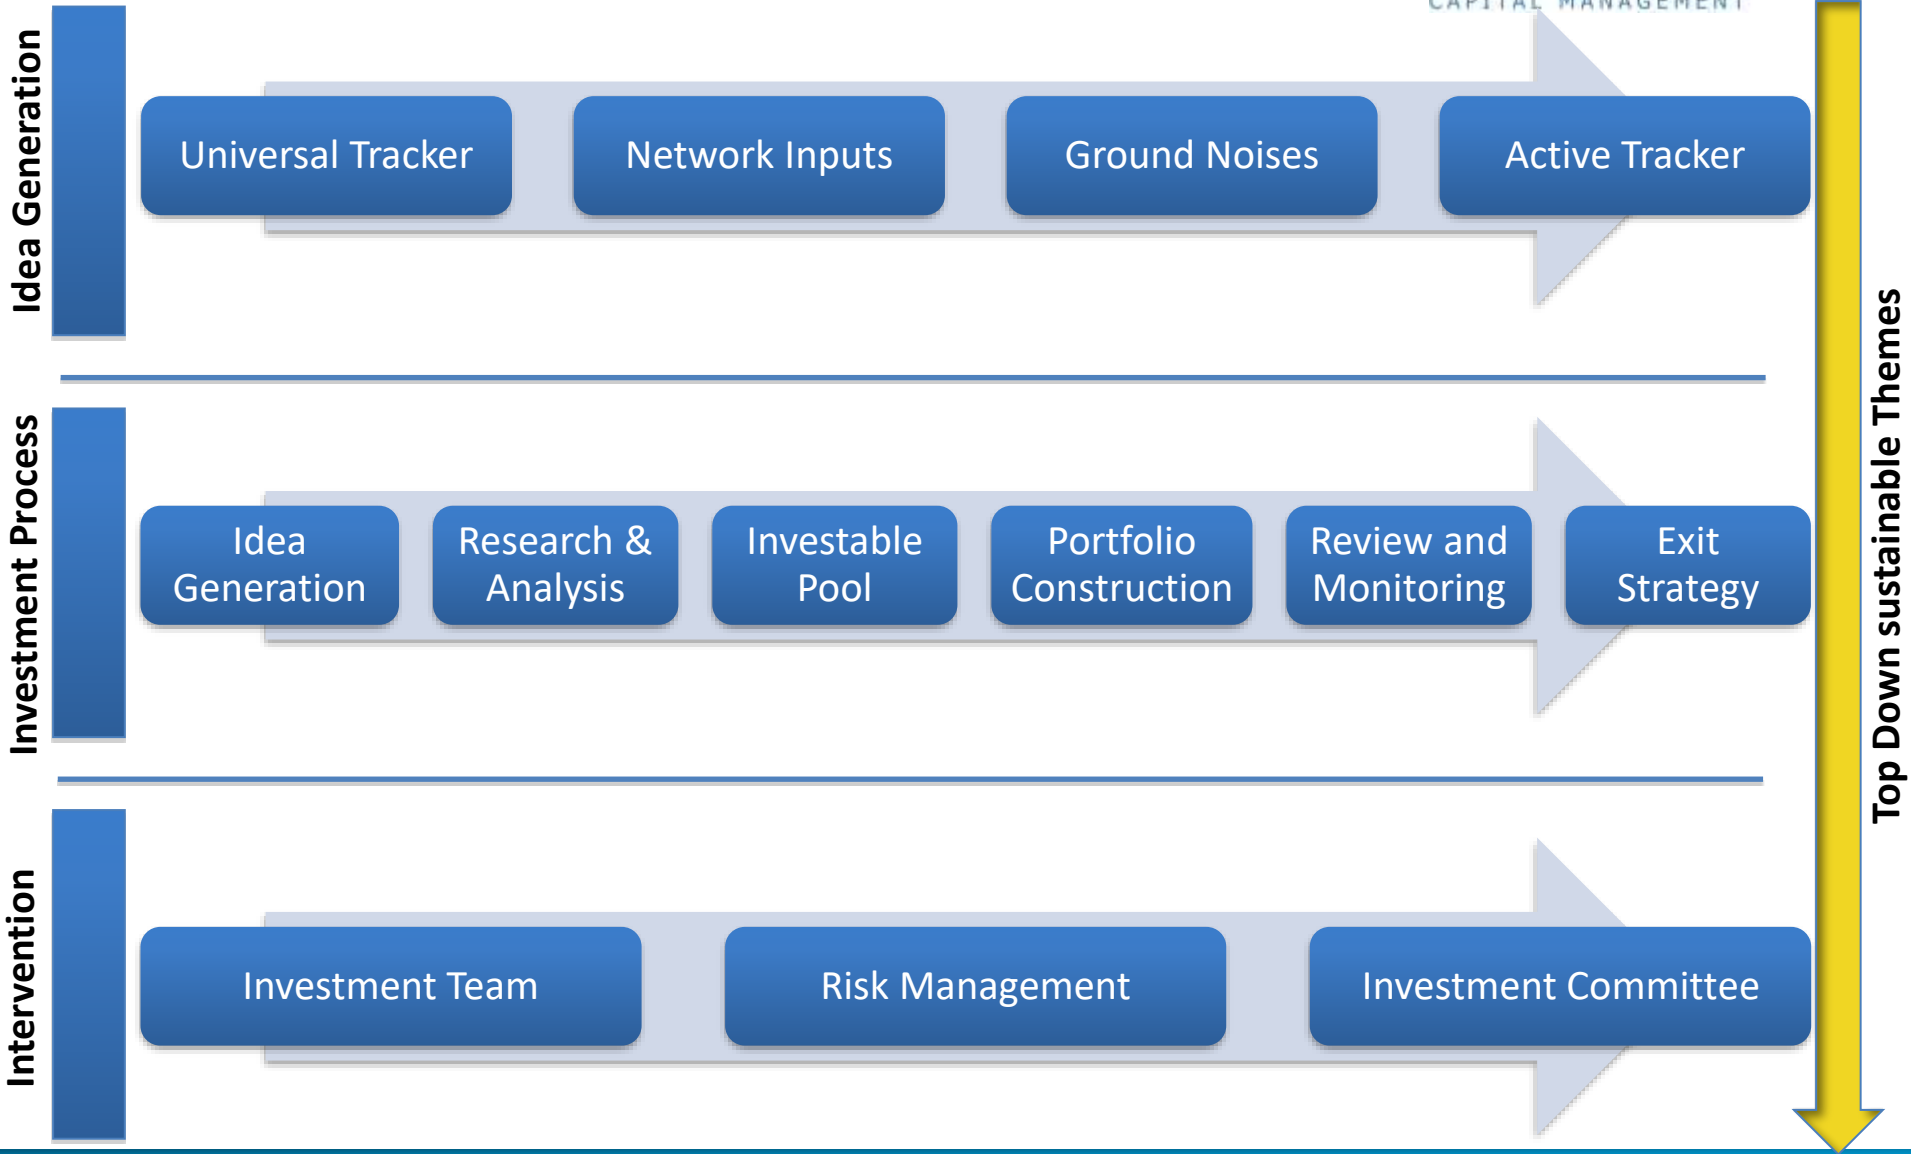 CAPITAL MANAGEMENT
Idea Generation
Universal Tracker
Network Inputs
Ground Noises
Active Tracker
Investment Process
Idea
Generation
Research &
Analysis
Investable
Pool
Portfolio
Construction
Review and
Monitoring
Exit
Strategy
Intervention
Investment Team
Risk Management
Investment Committee
Top Down sustainable Themes